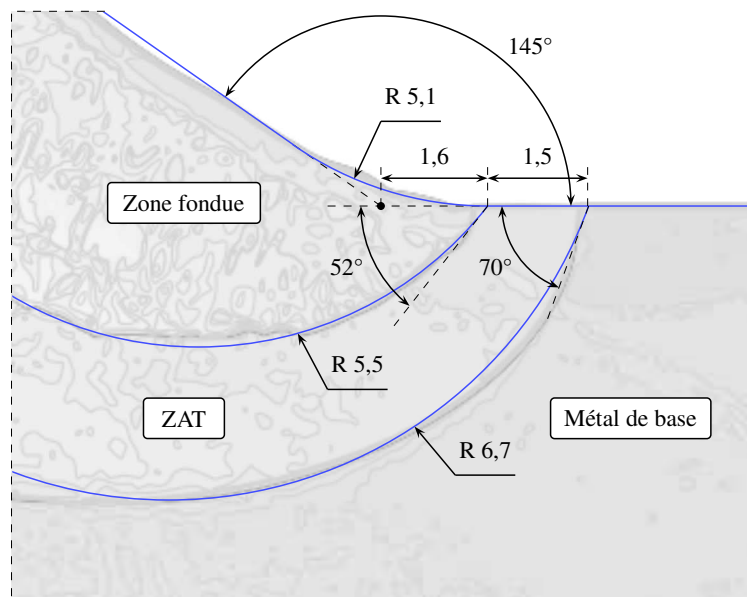 145°
R 5,1
1,6
1,5
Zone fondue
52°
70°
R 5,5
ZAT
Métal de base
R 6,7